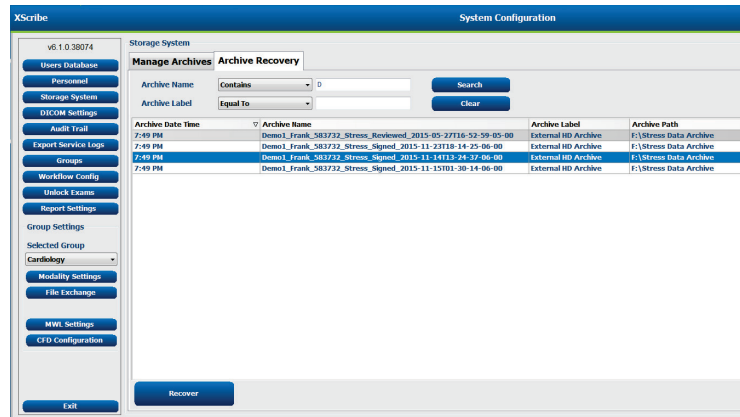 XScribe System Configuration
v6.1.0.38074
Users Database
Personnel
Storage System
DICOM Settings
Audit Trail
Export Service Logs
Groups
Workflow Config
Unlock Exams
Report Settings
Group Settings
Selected Group
Cardiology
Modality Settings
File Exchange
MWL Settings
CFD Configuration
Exit
Storage System
Manage Archives Archive Recovery
Archive Name Contains D Search
Archive Label Equal To Clear
Archive Date Time Archive Name Archive Label Archive Path
7:49 PM Demo1_Frank_583732_Stress_Reviewed_2015-05-27T16-52-59-05-00 External HD Archive F:\Stress Data Archive
7:49 PM Demo1_Frank_583732_Stress_Signed_2015-11-23T18-14-25-06-00 External HD Archive F:\Stress Data Archive
7:49 PM Demo1_Frank_583732_Stress_Signed_2015-11-14T13-24-37-06-00 External HD Archive F:\Stress Data Archive
7:49 PM Demo1_Frank_583732_Stress_Signed_2015-11-15T01-30-14-06-00 External HD Archive F:\Stress Data Archive
Recover